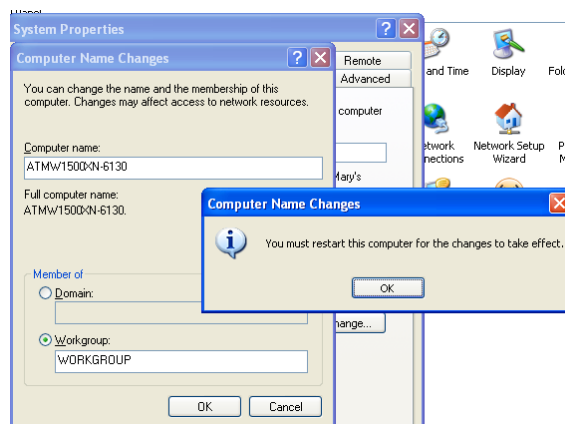 System Properties
Computer Name Changes
Remote
Advanced
You can change the name and the membership of this
computer. Changes may affect access to network resources.
computer
Computer name:
ATMW1500XN-6130
Mary's
Full computer name:
ATMW1500XN-6130.
Computer Name Changes
You must restart this computer for the changes to take effect.
OK
Member of
Domain:
Workgroup:
WORKGROUP
hange...
OK
Cancel
and Time
Display
Fol
etwork
nections
Network Setup
Wizard
P
M